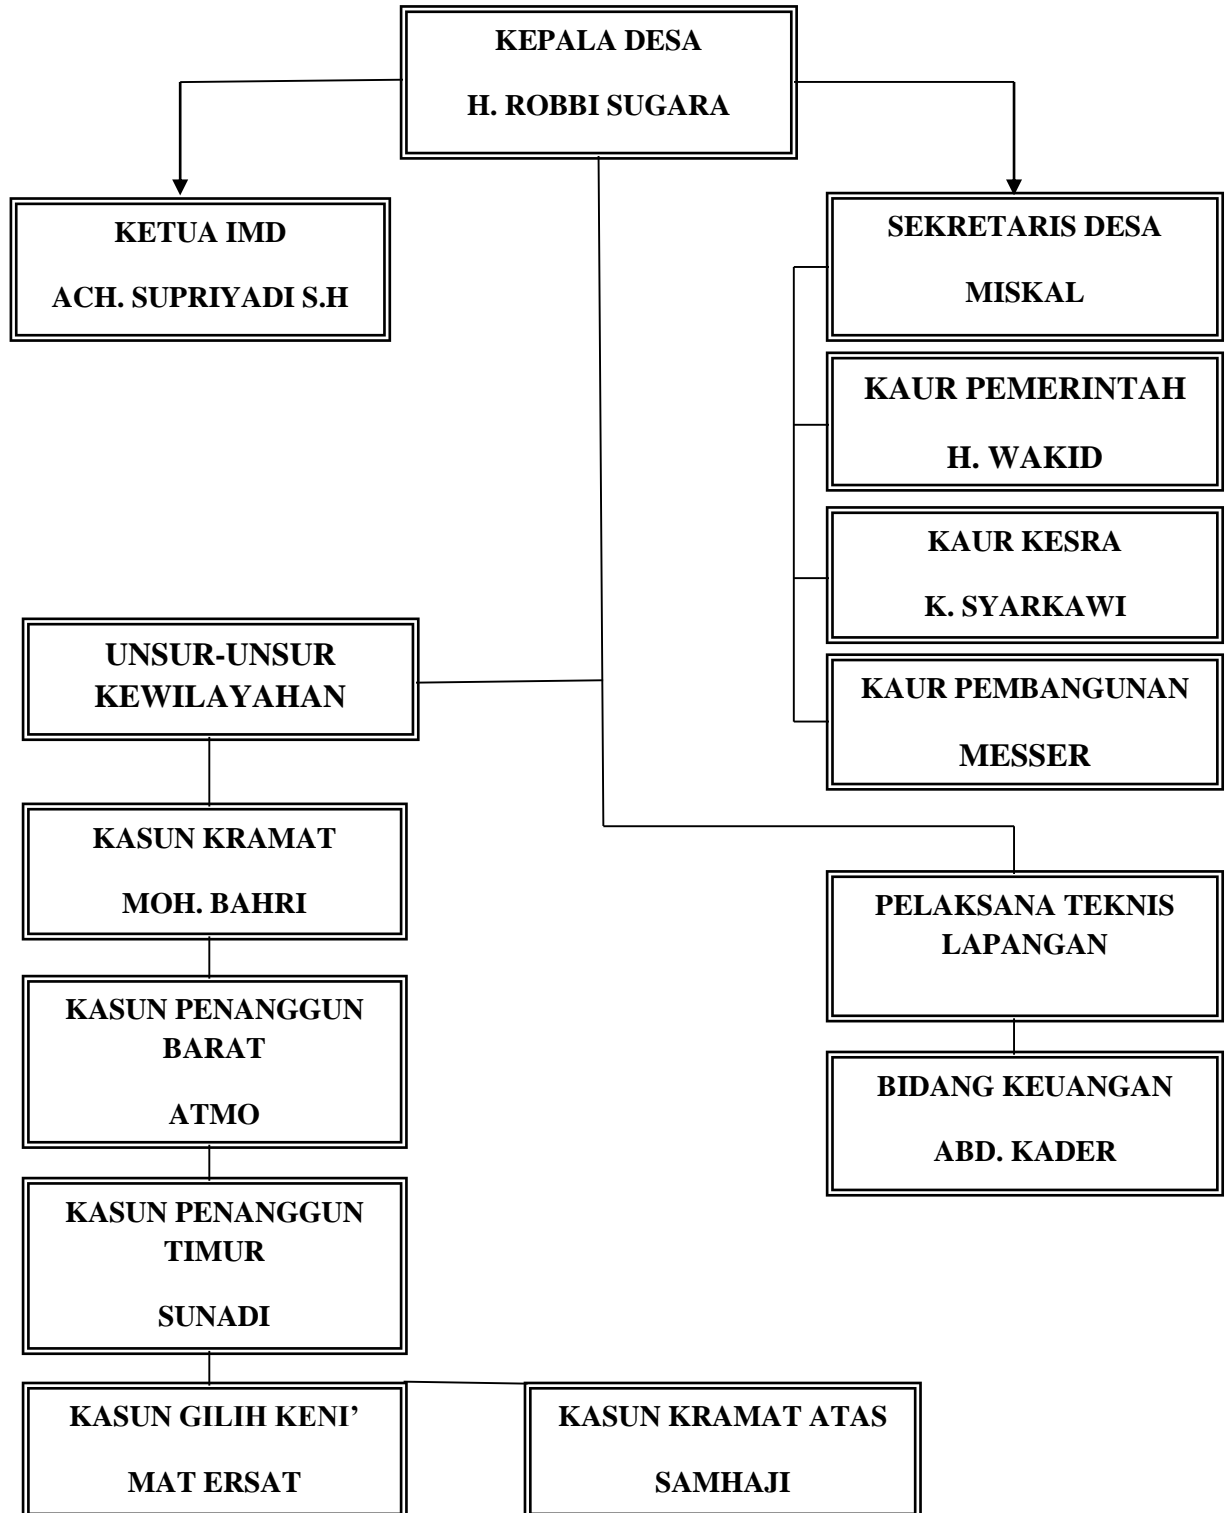 KEPALA DESA
H. ROBBI SUGARA
KETUA IMD
ACH. SUPRIYADI S.H
SEKRETARIS DESA
MISKAL
KAUR PEMERINTAH
H. WAKID
KAUR KESRA
K. SYARKAWI
KAUR PEMBANGUNAN
MESSER
UNSUR-UNSUR
KEWILAYAHAN
KASUN KRAMAT
MOH. BAHRI
KASUN PENANGGUN
BARAT
ATMO
KASUN PENANGGUN
TIMUR
SUNADI
KASUN GILIH KENI’
MAT ERSAT
KASUN KRAMAT ATAS
SAMHAJI
PELAKSANA TEKNIS
LAPANGAN
BIDANG KEUANGAN
ABD. KADER